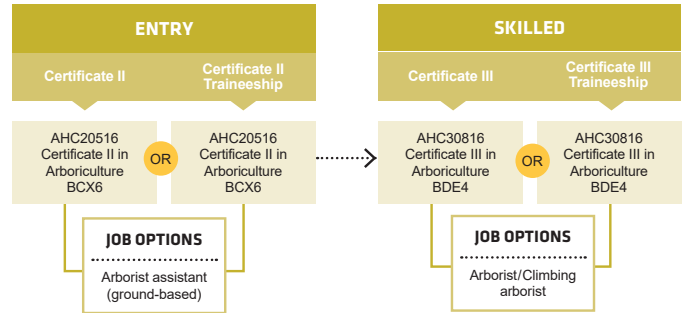 ENTRY
Certificate II
Certificate II
Traineeship
AHC20516
Certificate II in
Arboriculture
BCX6
OR
AHC20516
Certificate II in
Arboriculture
BCX6
JOB OPTIONS
Arborist assistant
(ground-based)
SKILLED
Certificate III
Certificate III
Traineeship
AHC30816
Certificate III in
Arboriculture
BDE4
OR
AHC30816
Certificate III in
Arboriculture
BDE4
JOB OPTIONS
Arborist/Climbing
arborist